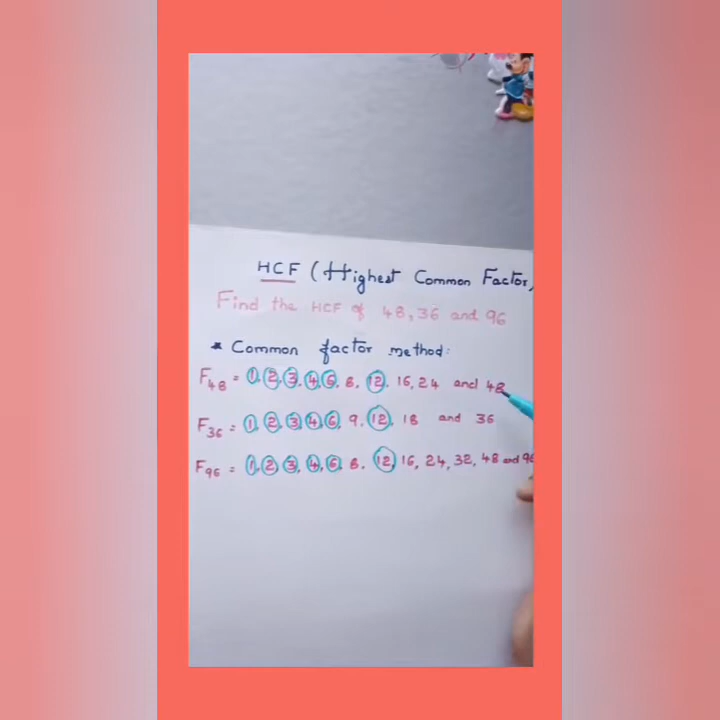 HCF (Highest Common Factor)
Find the HCF of 48, 36 and 96
* Common factor method:
F48 = 1, 2, 3, 4, 6, 8, 12, 16, 24 and 48
F36 = 1, 2, 3, 4, 6, 9, 12, 18 and 36
F96 = 1, 2, 3, 4, 6, 8, 12, 16, 24, 32, 48 and 96